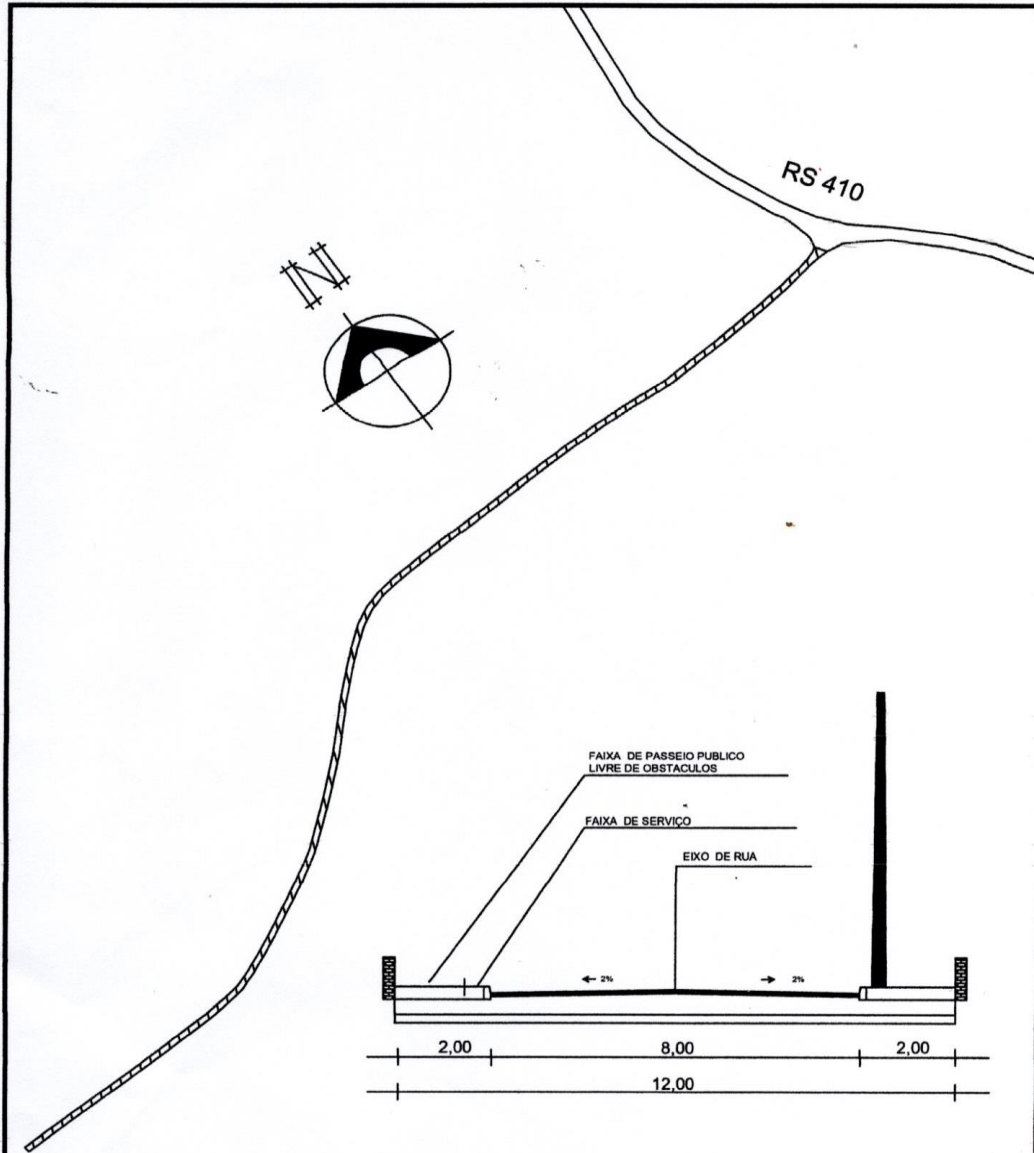 RS 410
N
FAIXA DE PASSEIO PUBLICO
LIVRE DE OBSTACULOS
FAIXA DE SERVIÇO
EIXO DE RUA
2%
2%
2,00
8,00
2,00
12,00